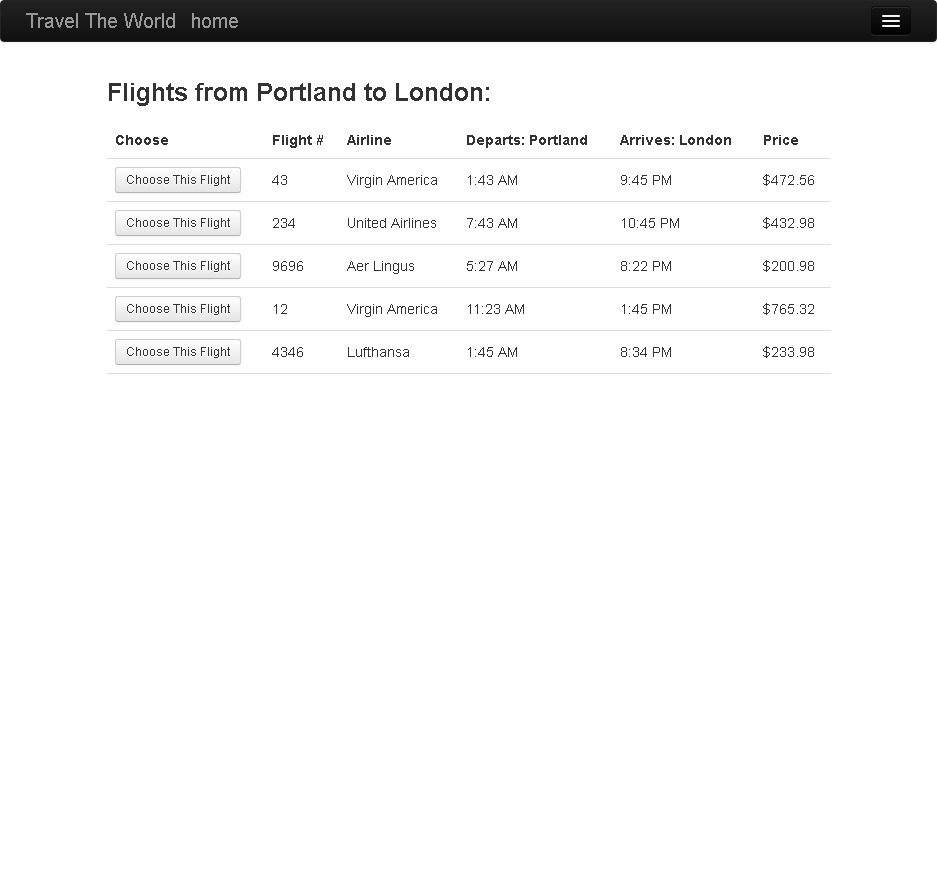 Travel The World home
Flights from Portland to London:
Choose Flight # Airline Departs: Portland Arrives: London Price
Choose This Flight 43 Virgin America 1:43 AM 9:45 PM $472.56
Choose This Flight 234 United Airlines 7:43 AM 10:45 PM $432.98
Choose This Flight 9696 Aer Lingus 5:27 AM 8:22 PM $200.98
Choose This Flight 12 Virgin America 11:23 AM 1:45 PM $765.32
Choose This Flight 4346 Lufthansa 1:45 AM 8:34 PM $233.98